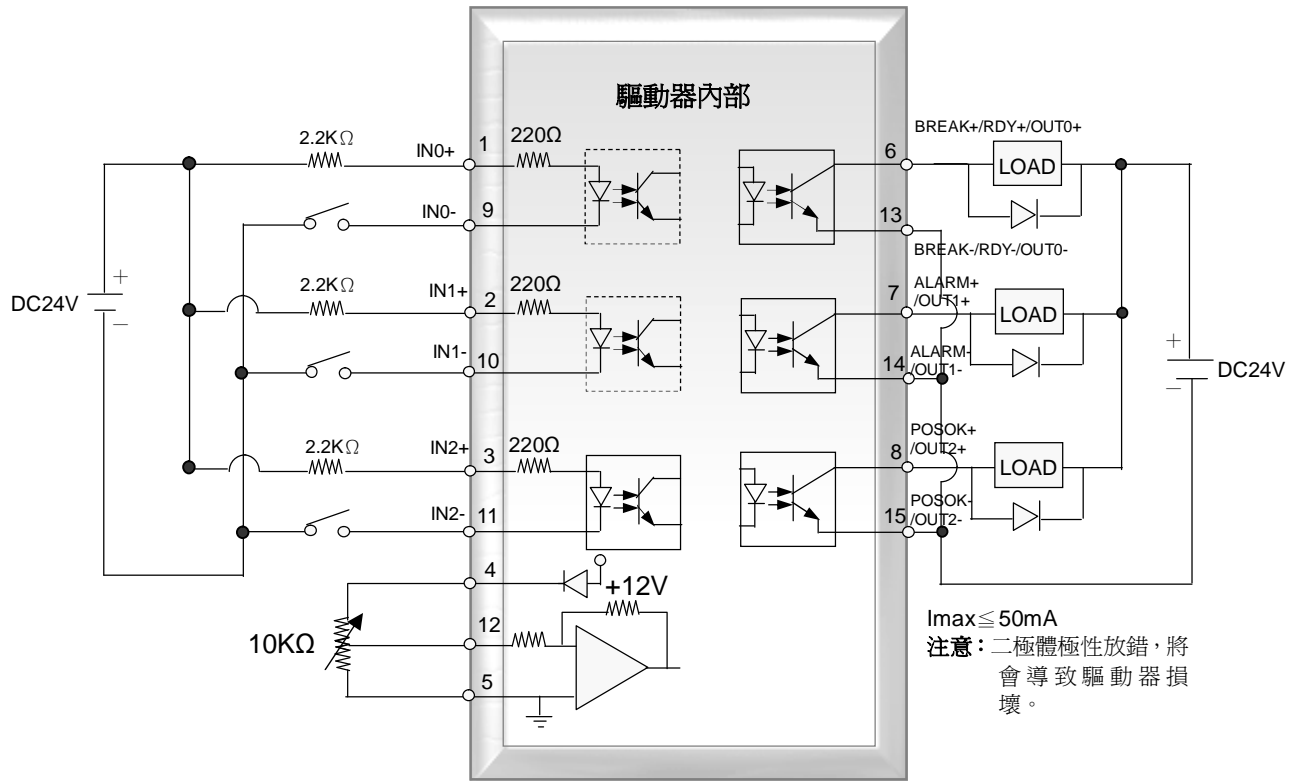 驅動器內部
2.2KΩ
IN0+
1
220Ω
IN0-
9
DC24V
+
－
2.2KΩ
IN1+
2
220Ω
IN1-
10
2.2KΩ
IN2+
3
220Ω
IN2-
11
4
+12V
10KΩ
12
5
BREAK+/RDY+/OUT0+
6
LOAD
13
BREAK-/RDY-/OUT0-
ALARM+
/OUT1+
7
LOAD
ALARM-
/OUT1-
14
+
－
DC24V
POSOK+
/OUT2+
8
LOAD
POSOK-
/OUT2-
15
Imax≦50mA
注意：二極體極性放錯，將
會導致驅動器損
壞。